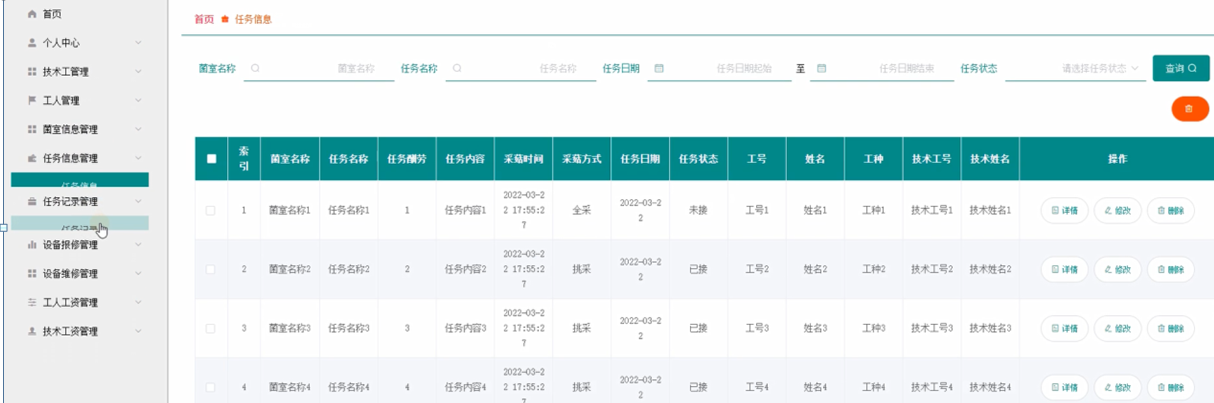 首页
个人中心
技术工管理
工人管理
菌室信息管理
任务信息管理
任务信息
任务记录管理
设备报修管理
设备维修管理
工人工资管理
技术工资管理
首页 任务信息
菌室名称 菌室名称 任务名称 任务名称 任务日期 任务日期起始 至 任务日期结束 任务状态 请选择任务状态 查询
索引 菌室名称 任务名称 任务酬劳 任务内容 采菇时间 采菇方式 任务日期 任务状态 工号 姓名 工种 技术工号 技术姓名 操作
1 菌室名称1 任务名称1 1 任务内容1 2022-03-22 17:55:27 全采 2022-03-22 未接 工号1 姓名1 工种1 技术工号1 技术姓名1 详情 修改 删除
2 菌室名称2 任务名称2 2 任务内容2 2022-03-22 17:55:27 挑采 2022-03-22 已接 工号2 姓名2 工种2 技术工号2 技术姓名2 详情 修改 删除
3 菌室名称3 任务名称3 3 任务内容3 2022-03-22 17:55:27 挑采 2022-03-22 已接 工号3 姓名3 工种3 技术工号3 技术姓名3 详情 修改 删除
4 菌室名称4 任务名称4 4 任务内容4 2022-03-22 17:55:27 挑采 2022-03-22 已接 工号4 姓名4 工种4 技术工号4 技术姓名4 详情 修改 删除